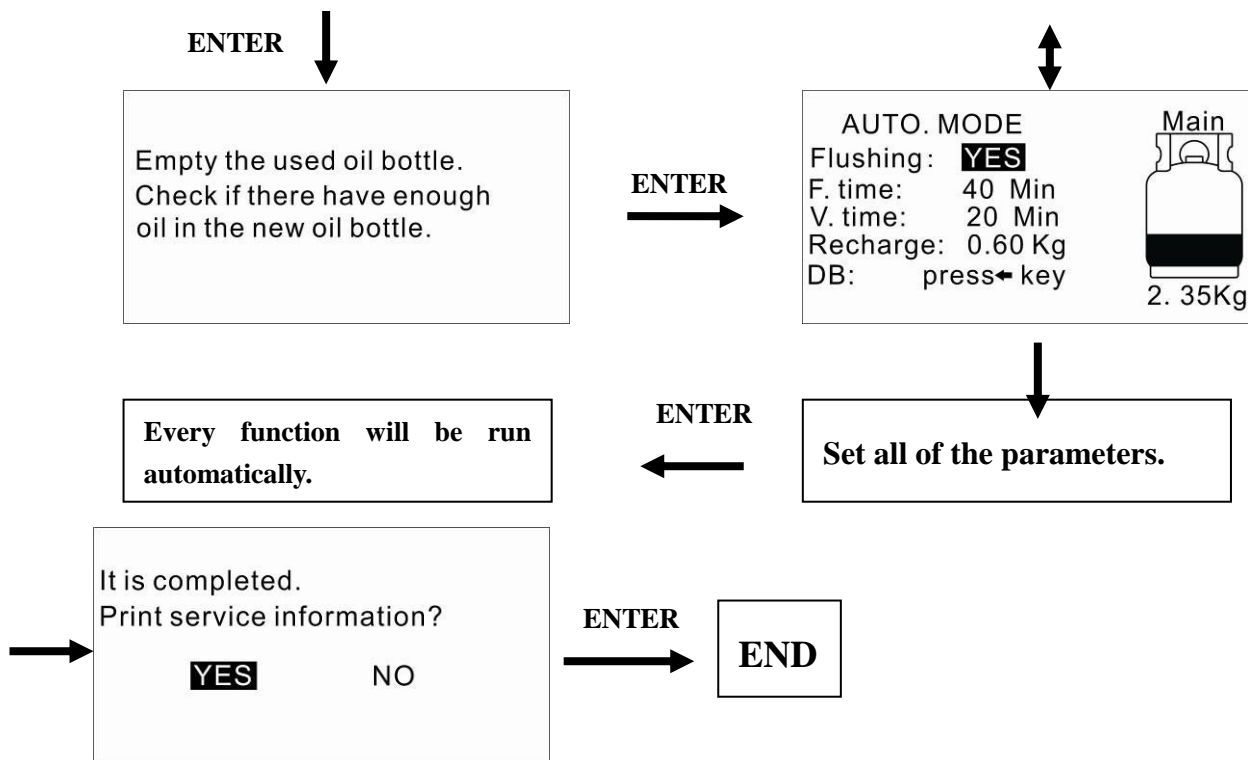 ENTER
Empty the used oil bottle.
Check if there have enough
oil in the new oil bottle.
ENTER
AUTO. MODE
Flushing: YES
F. time: 40 Min
V. time: 20 Min
Recharge: 0.60 Kg
DB: press← key
Main
2. 35Kg
Set all of the parameters.
ENTER
Every function will be run
automatically.
It is completed.
Print service information?
YES NO
ENTER
END